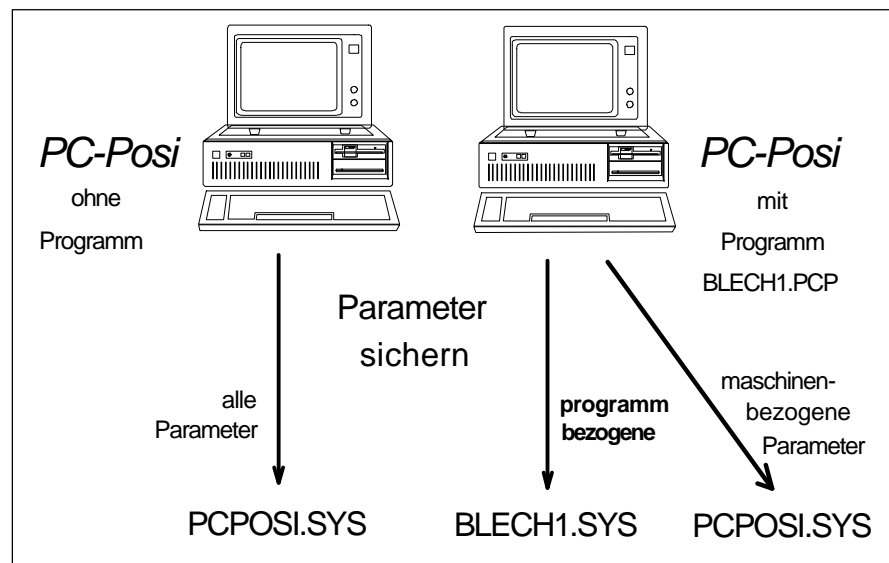 PC-Posi
ohne
Programm
PC-Posi
mit
Programm
BLECH1.PCP
Parameter
sichern
alle
Parameter
programm
bezogene
maschinen-
bezogene
Parameter
PCPOSI.SYS
BLECH1.SYS
PCPOSI.SYS